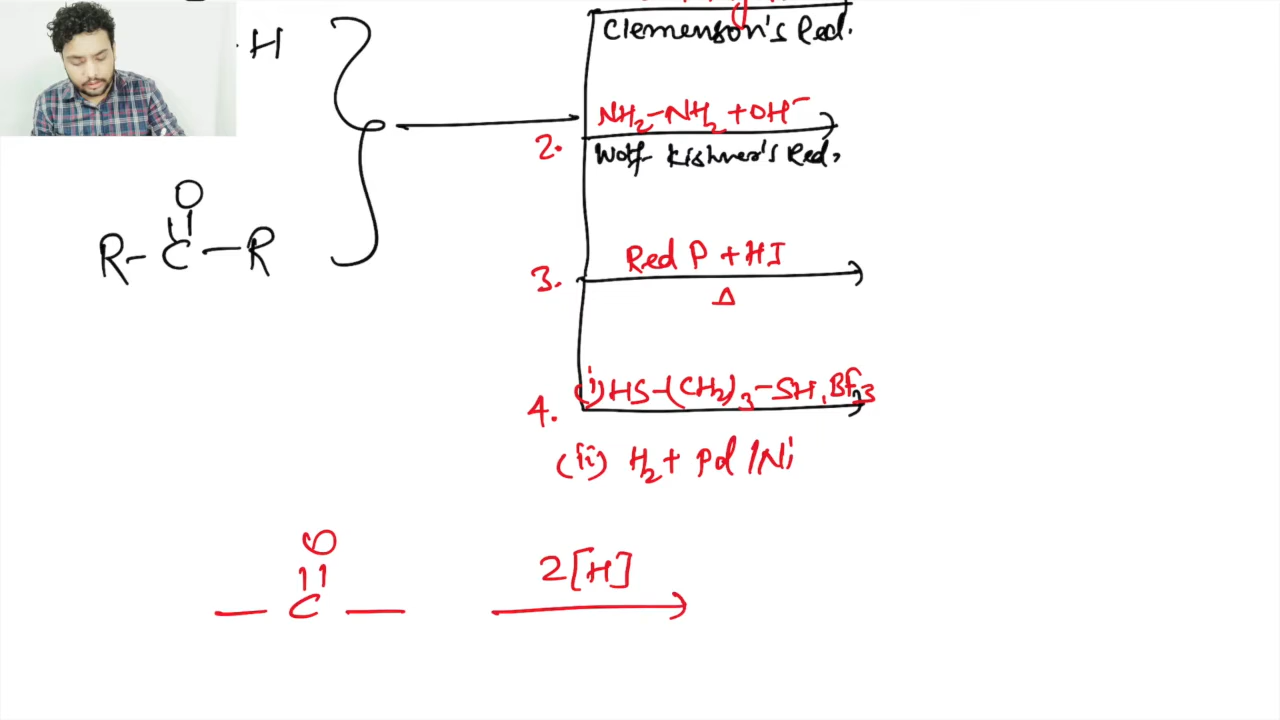 -H
Clemenson's Red.
NH2-NH2 + OH⁻
2.
Wolf Kishner's Red.
O
||
R-C-R
Red P + HI
3.
Δ
(i) HS-(CH2)3-SH, BF3
4.
(ii) H2 + Pd/Ni
O
||
-C-
2[H]